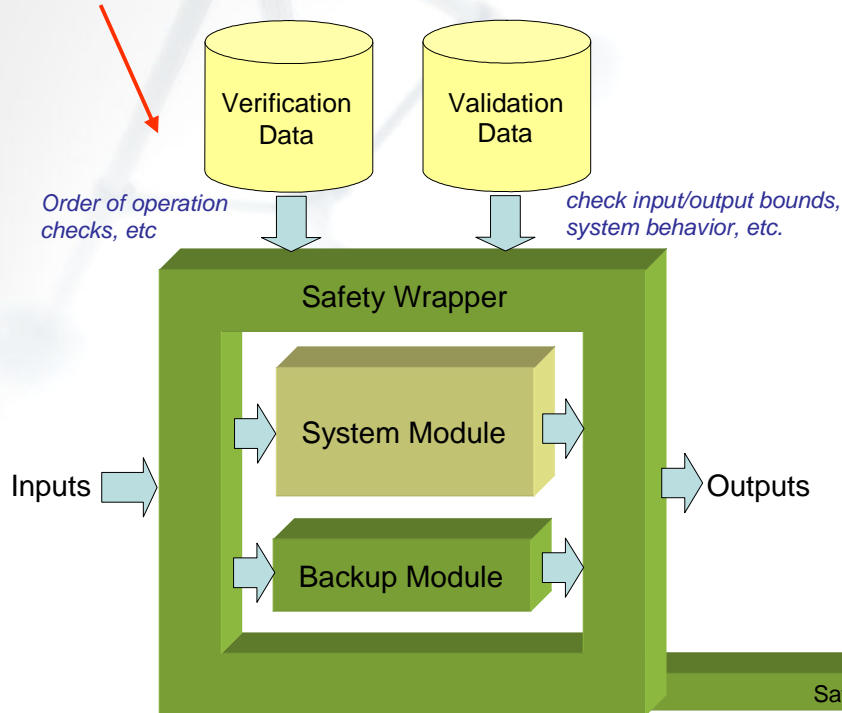 Verification
Data
Validation
Data
Order of operation
checks, etc
check input/output bounds,
system behavior, etc.
Safety Wrapper
System Module
Inputs
Outputs
Backup Module